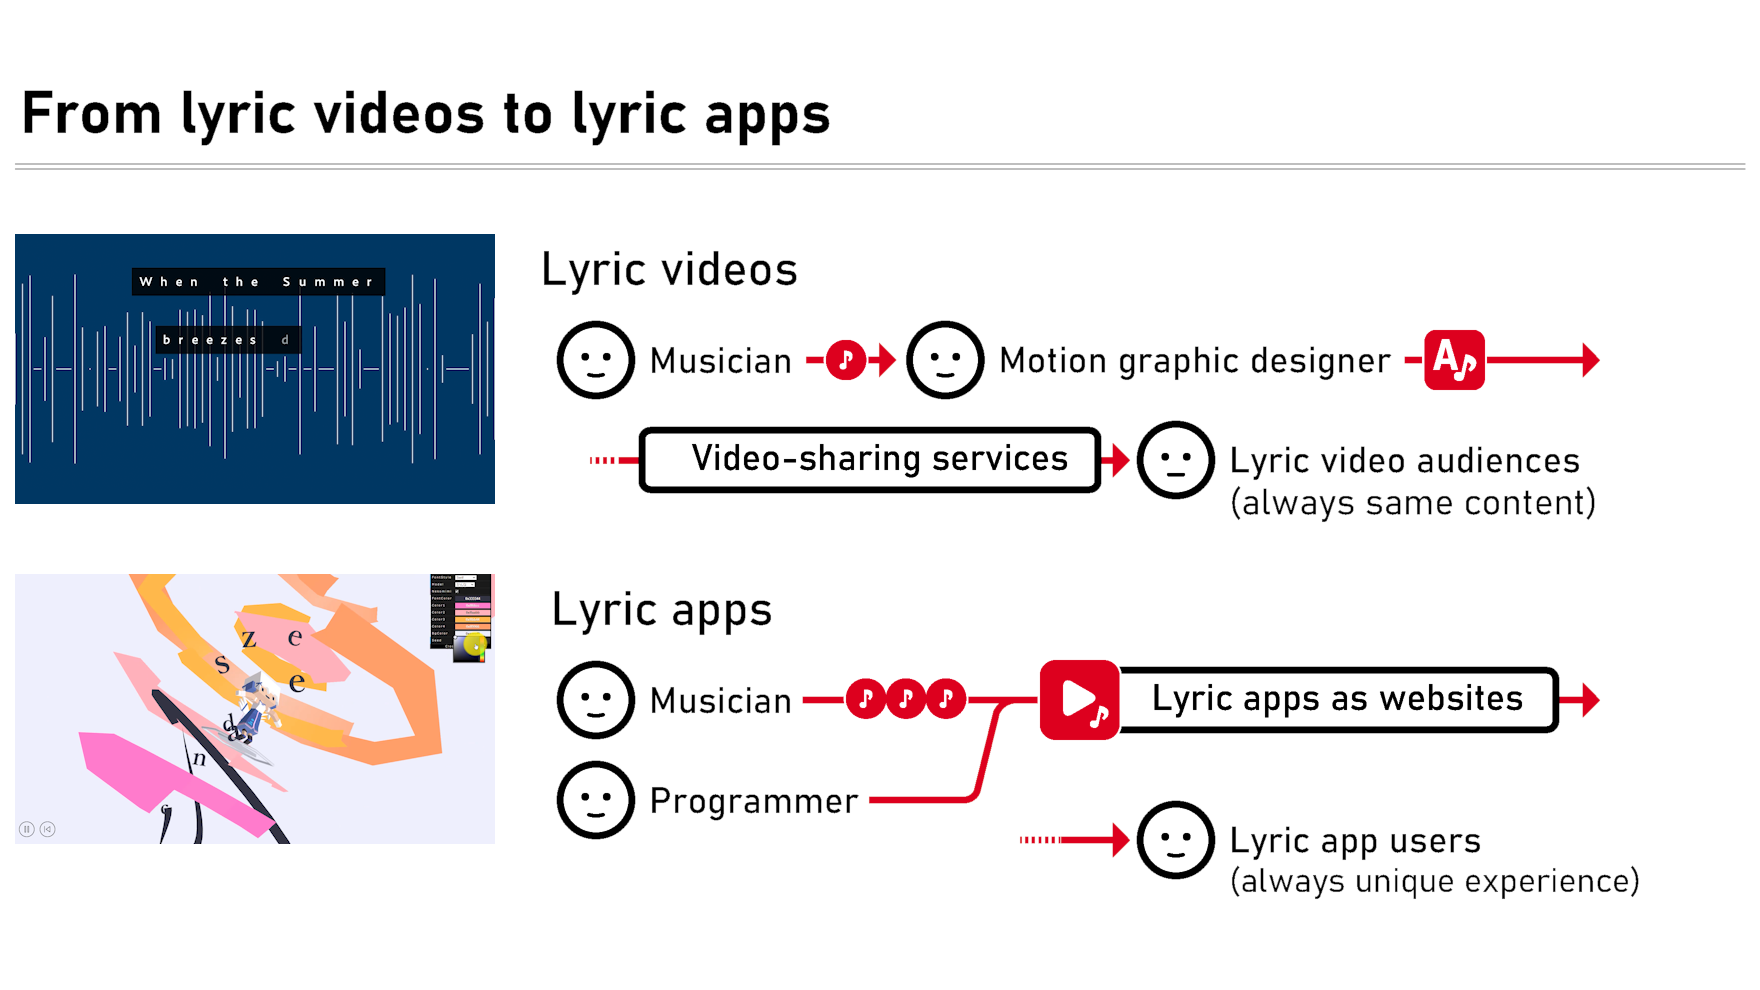 From lyric videos to lyric apps
When the Summer
breezes d
Lyric videos
Musician
Motion graphic designer
A
Video-sharing services
Lyric video audiences
(always same content)
z e
s e
d
d
n
Lyric apps
Musician
Lyric apps as websites
Programmer
Lyric app users
(always unique experience)